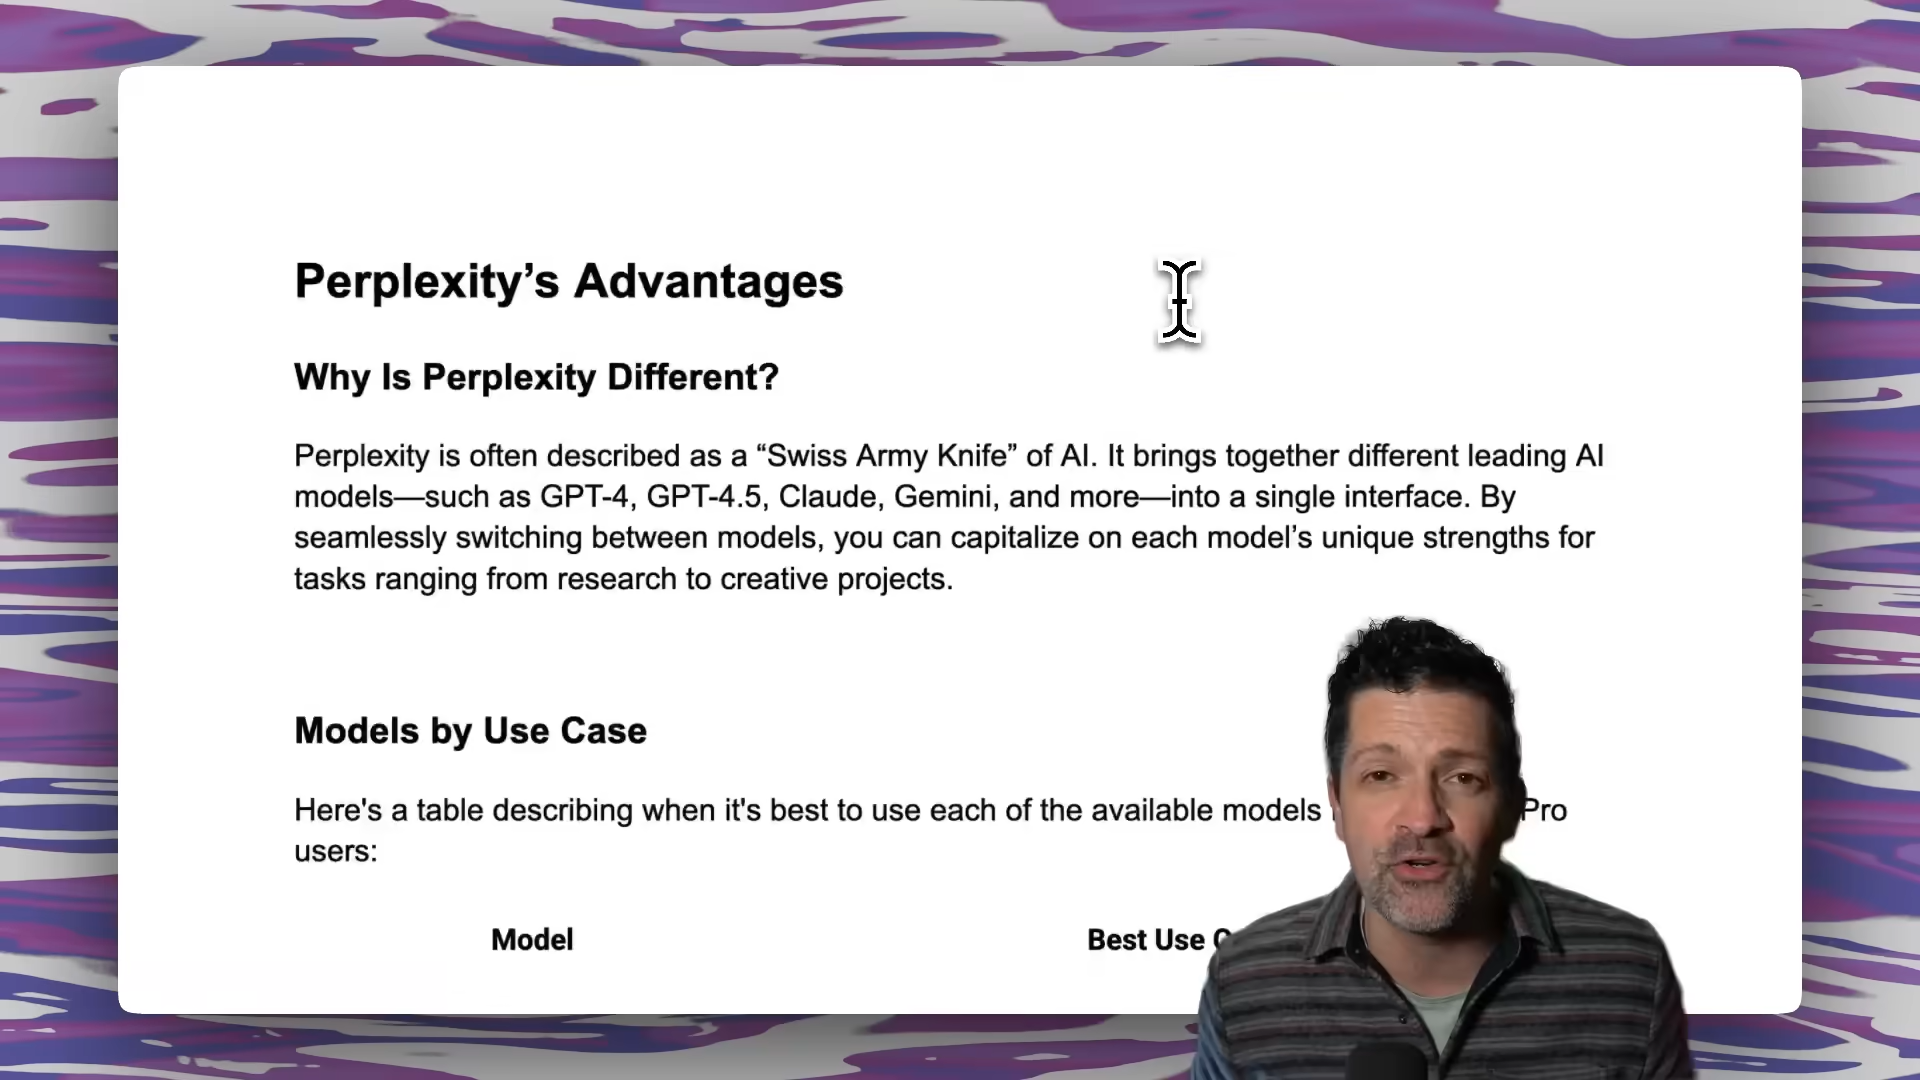 Perplexity’s Advantages
Why Is Perplexity Different?
Perplexity is often described as a “Swiss Army Knife” of AI. It brings together different leading AI
models—such as GPT-4, GPT-4.5, Claude, Gemini, and more—into a single interface. By
seamlessly switching between models, you can capitalize on each model’s unique strengths for
tasks ranging from research to creative projects.
Models by Use Case
Here's a table describing when it's best to use each of the available models Pro
users:
Model Best Use